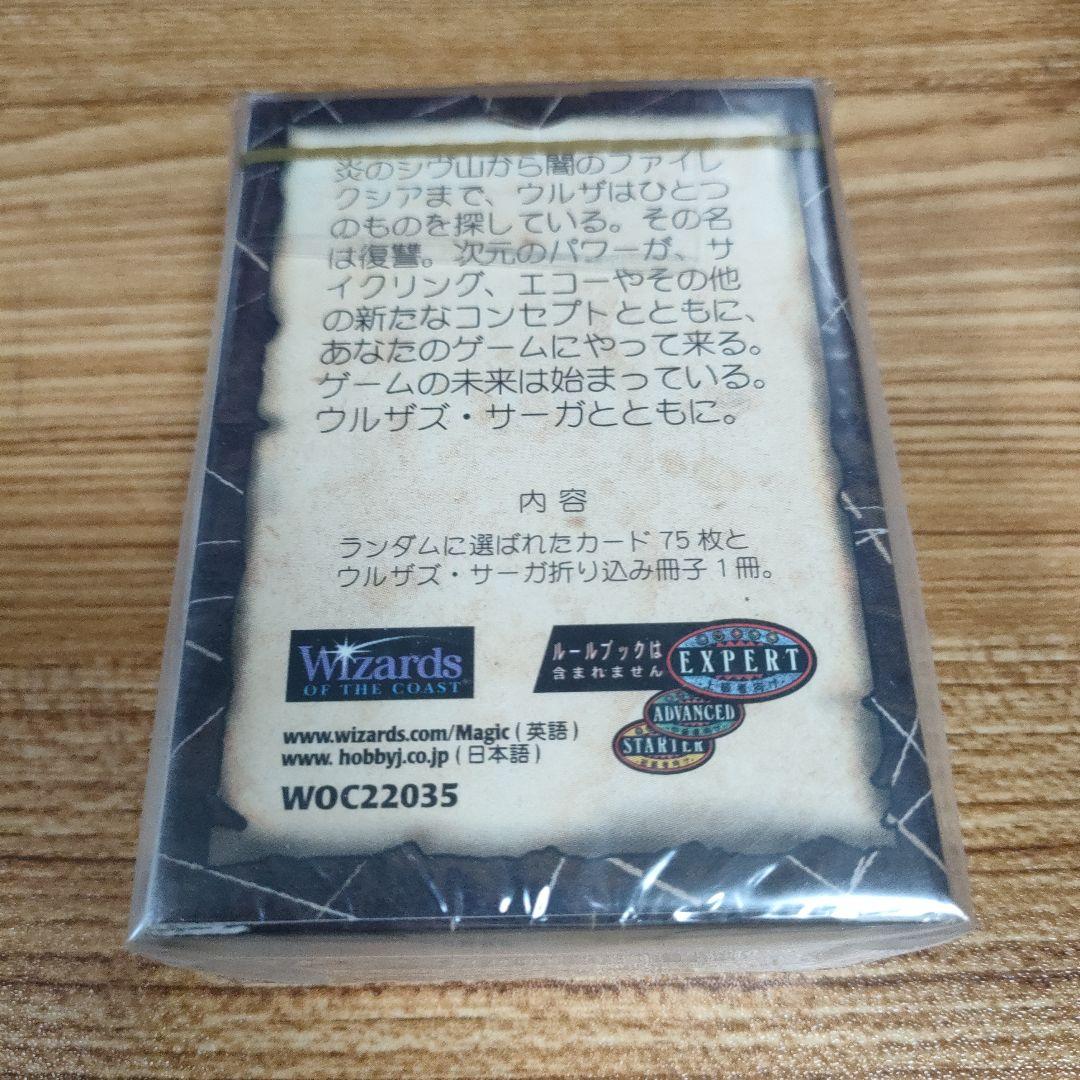 炎のシヴ山から闇のファイレ
クシアまで、ウルザはひとつ
のものを探している。その名
は復讐。次元のパワーが、サ
イクリング、エコーやその他
の新たなコンセプトとともに、
あなたのゲームにやって来る。
ゲームの未来は始まっている。
ウルザズ・サーガとともに。
内容
ランダムに選ばれたカード 75 枚と
ウルザズ・サーガ折り込み冊子 1 冊。
Wizards
OF THE COAST®
ルールブックは
含まれません
EXPERT
ADVANCED
STARTER
www.wizards.com/Magic ( 英語 )
www. hobbyj.co.jp ( 日本語 )
WOC22035